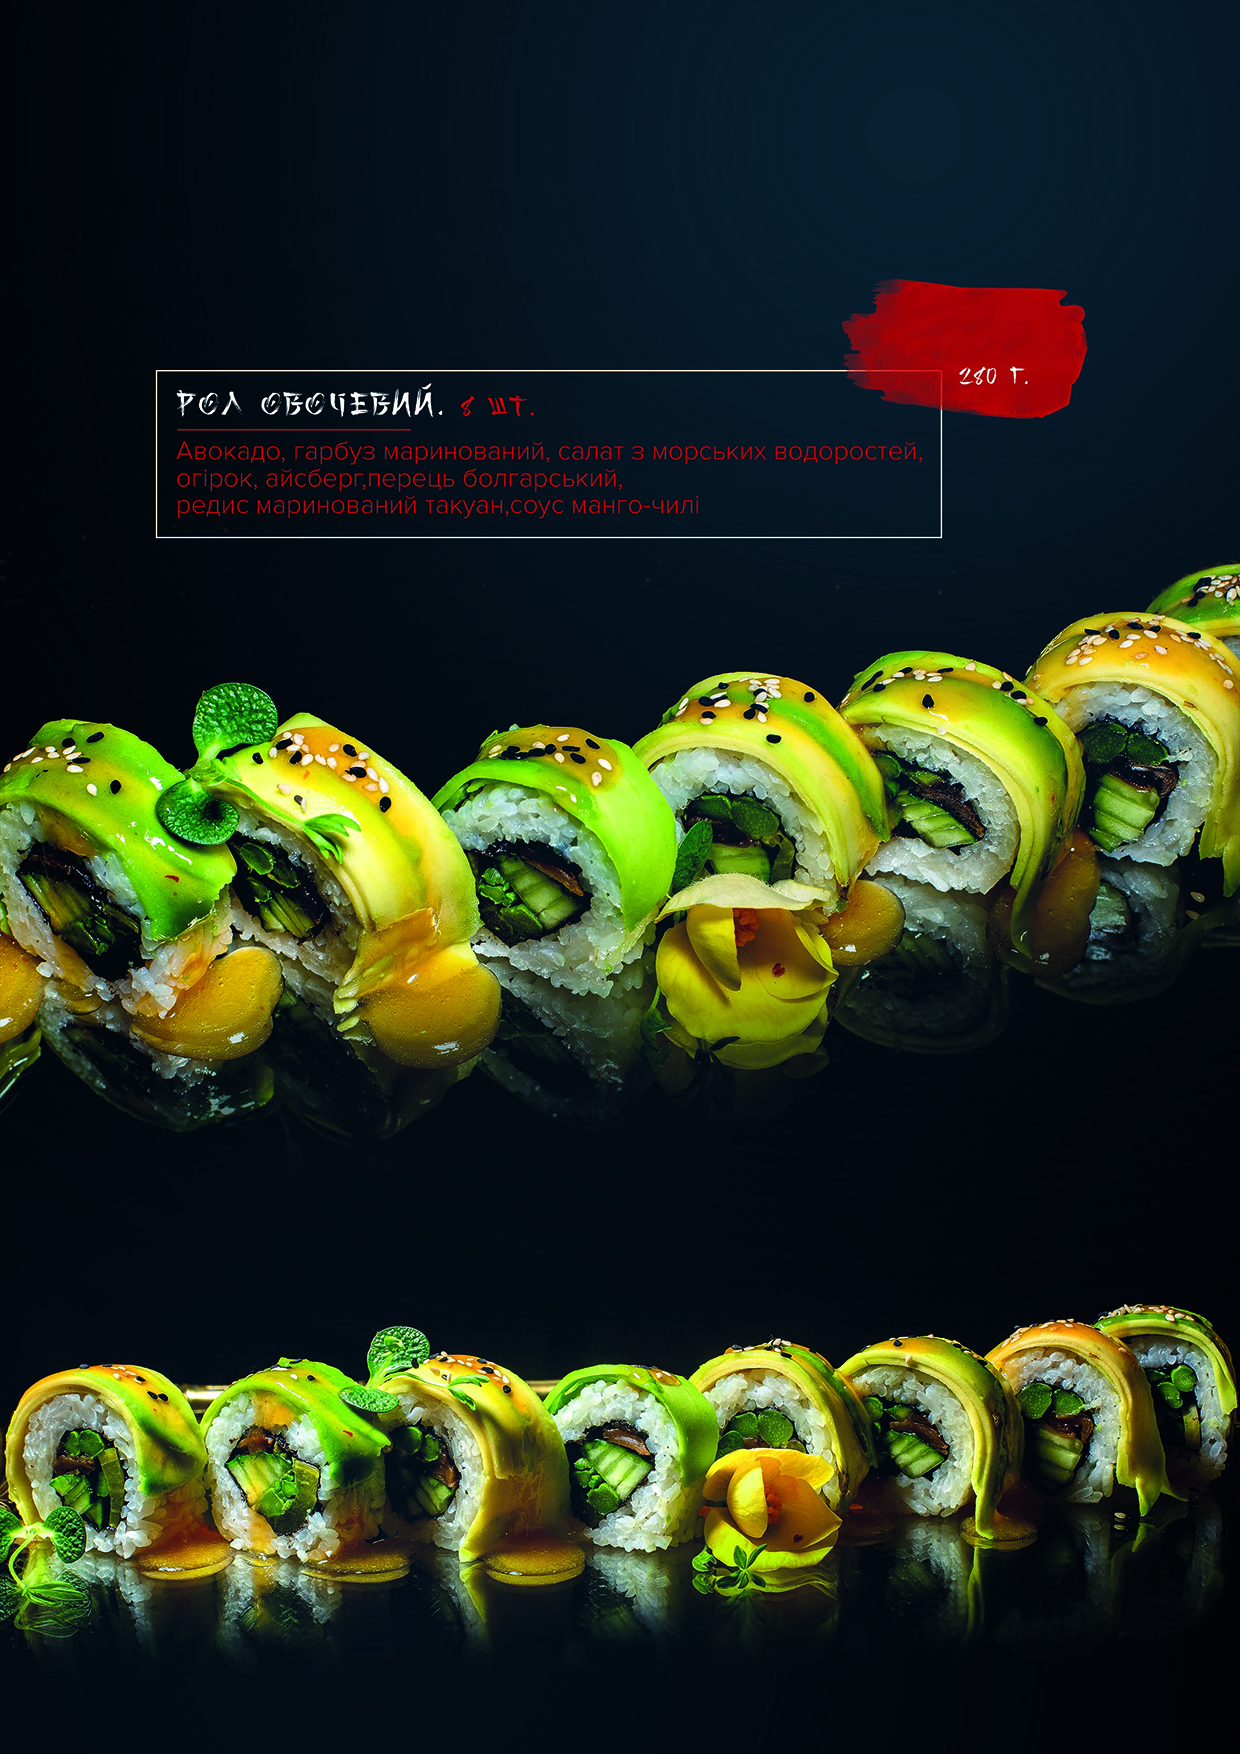 280 г.
РОЛ ОВОЧЕВИЙ. 8 шт.
Авокадо, гарбуз маринований, салат з морських водоростей,
огірок, айсберг,перець болгарський,
редис маринований такуан,соус манго-чилі